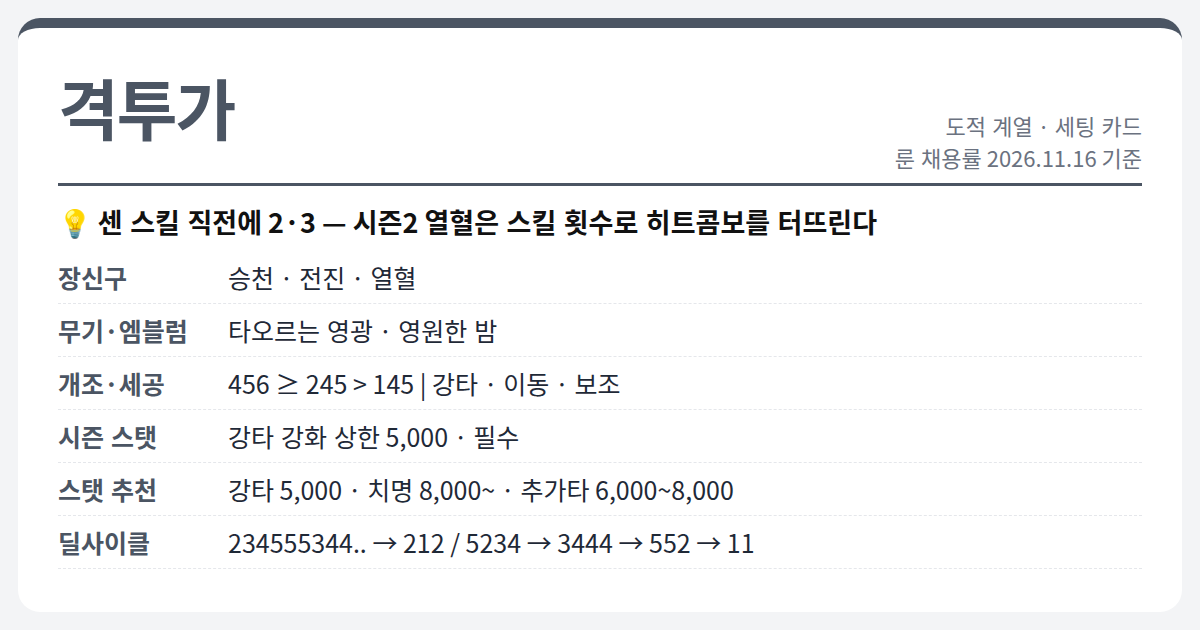 격투가
도적 계열 · 세팅 카드
룬 채용률 2026.11.16 기준
💡 센 스킬 직전에 2·3 — 시즌2 열혈은 스킬 횟수로 히트콤보를 터뜨린다
장신구 승천 · 전진 · 열혈
무기·엠블럼 타오르는 영광 · 영원한 밤
개조·세공 456 ≥ 245 > 145 | 강타 · 이동 · 보조
시즌 스탯 강타 강화 상한 5,000 · 필수
스탯 추천 강타 5,000 · 치명 8,000~ · 추가타 6,000~8,000
딜사이클 234555344.. → 212 / 5234 → 3444 → 552 → 11